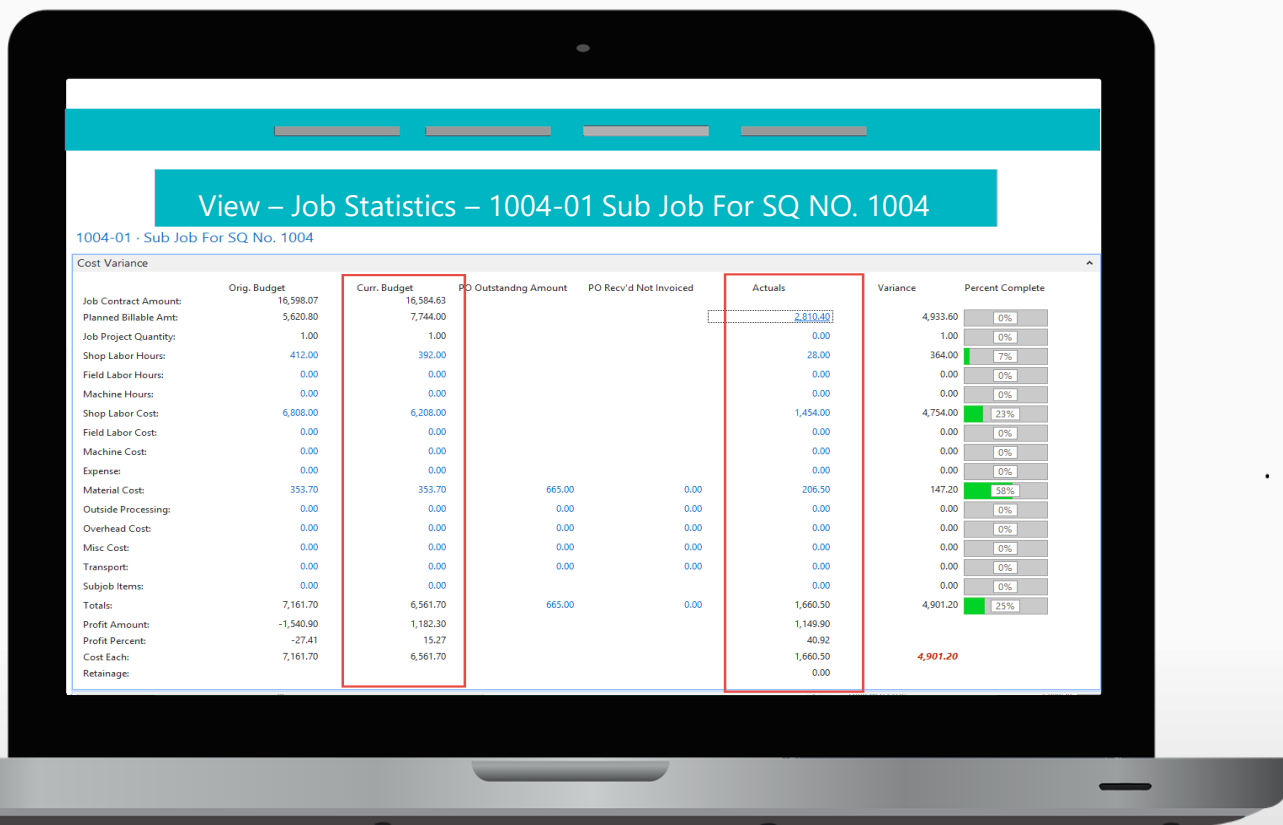 View – Job Statistics – 1004-01 Sub Job For SQ NO. 1004
1004-01 · Sub Job For SQ No. 1004
Cost Variance
Orig. Budget Curr. Budget PO Outstandng Amount PO Recv'd Not Invoiced Actuals Variance Percent Complete
Job Contract Amount: 16,598.07 16,584.63
Planned Billable Amt: 5,620.80 7,744.00 2,810.40 4,933.60 0%
Job Project Quantity: 1.00 1.00 0.00 1.00 0%
Shop Labor Hours: 412.00 392.00 28.00 364.00 7%
Field Labor Hours: 0.00 0.00 0.00 0.00 0%
Machine Hours: 0.00 0.00 0.00 0.00 0%
Shop Labor Cost: 6,808.00 6,208.00 1,454.00 4,754.00 23%
Field Labor Cost: 0.00 0.00 0.00 0.00 0%
Machine Cost: 0.00 0.00 0.00 0.00 0%
Expense: 0.00 0.00 0.00 0.00 0%
Material Cost: 353.70 353.70 665.00 0.00 206.50 147.20 58%
Outside Processing: 0.00 0.00 0.00 0.00 0.00 0.00 0%
Overhead Cost: 0.00 0.00 0.00 0.00 0.00 0.00 0%
Misc Cost: 0.00 0.00 0.00 0.00 0.00 0.00 0%
Transport: 0.00 0.00 0.00 0.00 0.00 0.00 0%
Subjob Items: 0.00 0.00 0.00 0.00 0%
Totals: 7,161.70 6,561.70 665.00 0.00 1,660.50 4,901.20 25%
Profit Amount: -1,540.90 1,182.30 1,149.90
Profit Percent: -27.41 15.27 40.92
Cost Each: 7,161.70 6,561.70 1,660.50 4,901.20
Retainage: 0.00